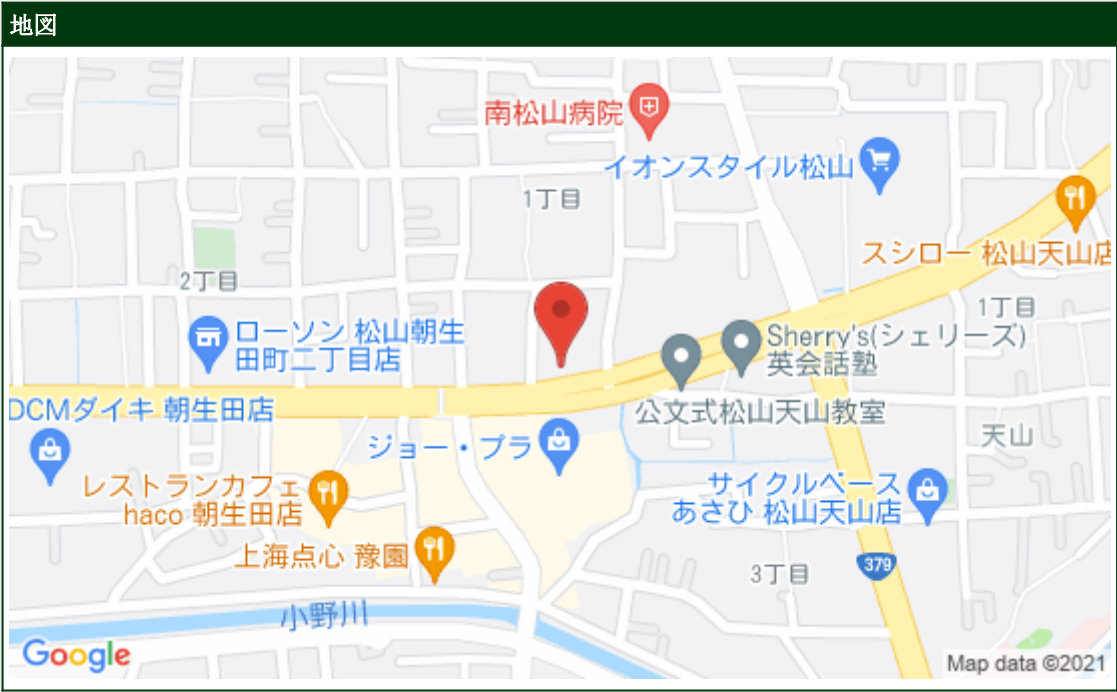 地図
南松山病院
イオンスタイル松山
1丁目
スシロー 松山天山店
2丁目
1丁目
ローソン 松山朝生
田町二丁目店
Sherry's(シェリーズ)
英会話塾
DCMダイキ 朝生田店
公文式松山天山教室
天山
ジョー・プラ
レストランカフェ
haco 朝生田店
サイクルベース
あさひ 松山天山店
上海点心 豫園
3丁目
379
小野川
Google
Map data ©2021